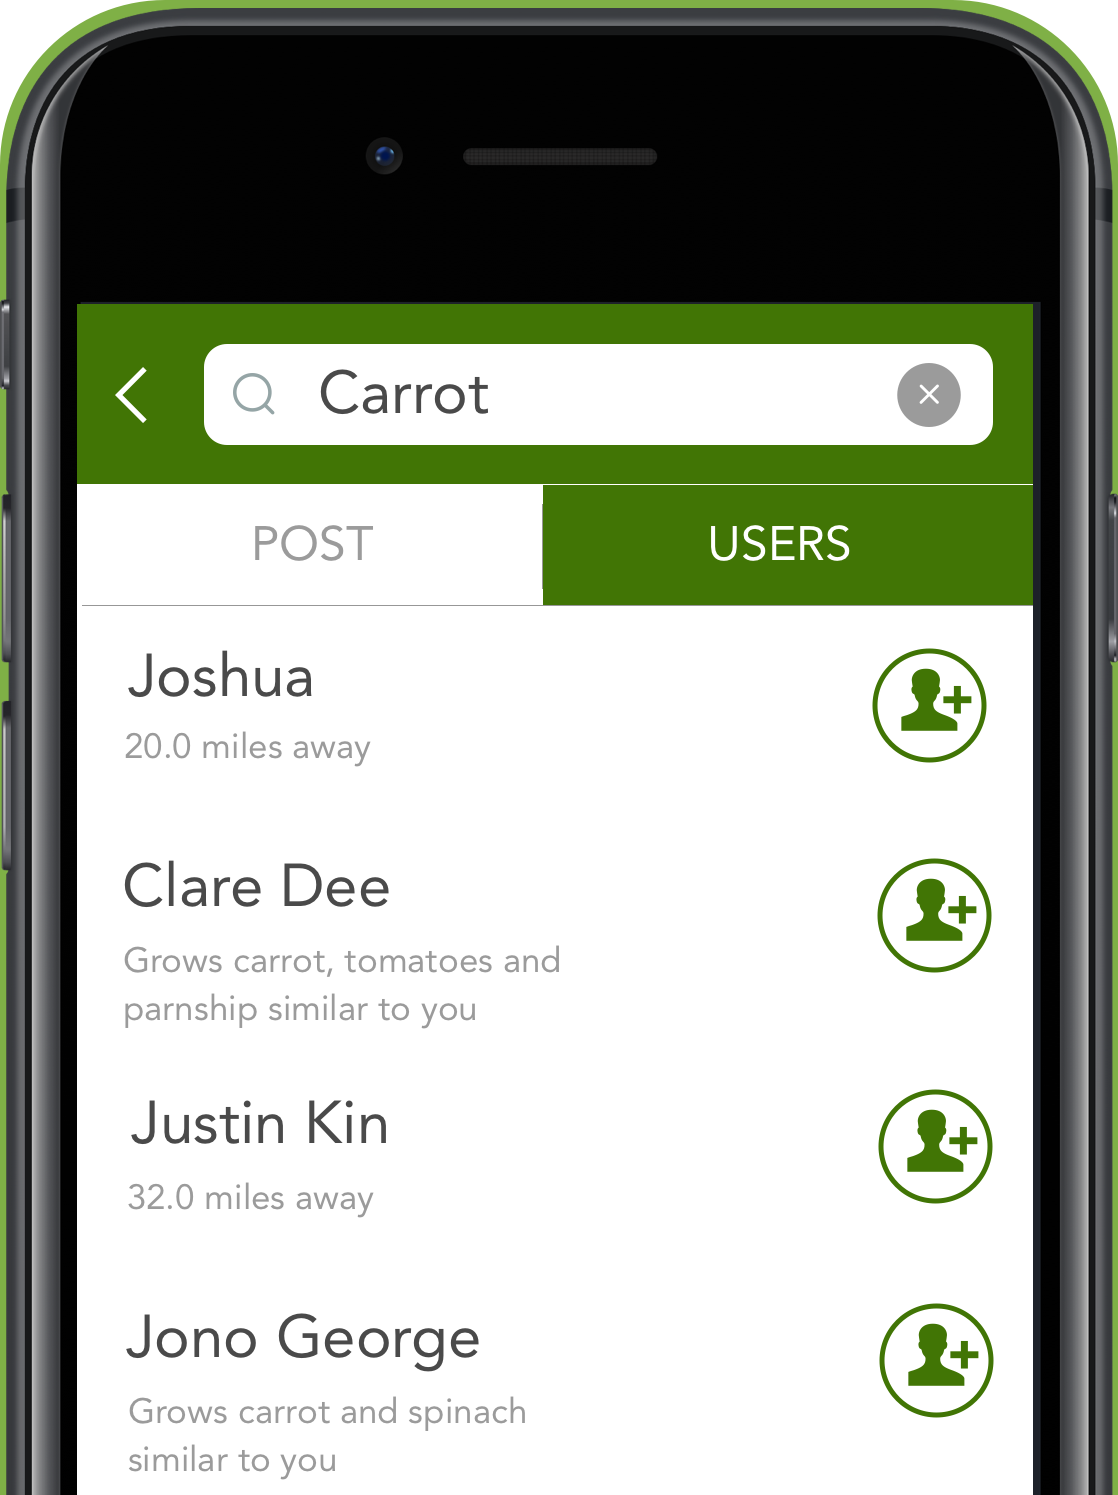 Carrot
POST
USERS
Joshua
20.0 miles away
Clare Dee
Grows carrot, tomatoes and
parnship similar to you
Justin Kin
32.0 miles away
Jono George
Grows carrot and spinach
similar to you